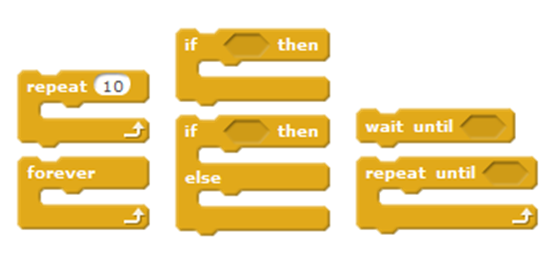 repeat 10
forever
if then
if then
else
wait until
repeat until